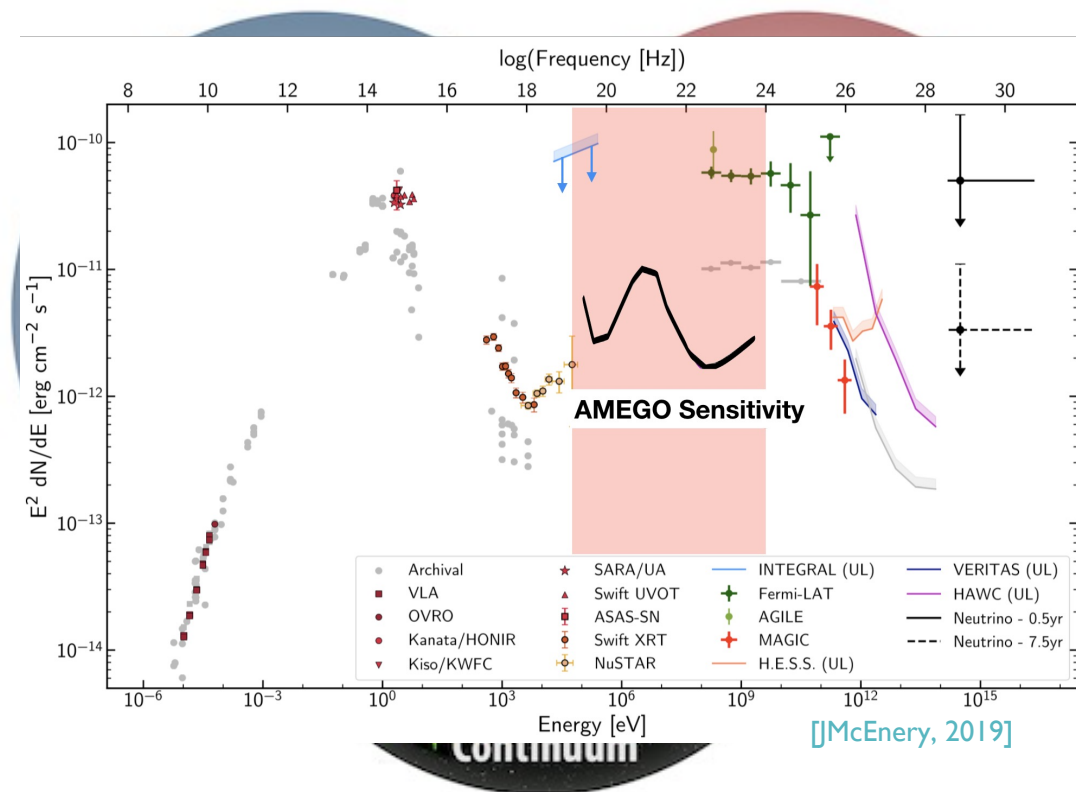 log(Frequency [Hz])
8 10 12 14 16 18 20 22 24 26 28 30
10⁻¹⁰
10⁻¹¹
10⁻¹²
10⁻¹³
10⁻¹⁴
E² dN/dE [erg cm⁻² s⁻¹]
AMEGO Sensitivity
Archival
VLA
OVRO
Kanata/HONIR
Kiso/KWFC
SARA/UA
Swift UVOT
ASAS-SN
Swift XRT
NuSTAR
INTEGRAL (UL)
Fermi-LAT
AGILE
MAGIC
H.E.S.S. (UL)
VERITAS (UL)
HAWC (UL)
Neutrino - 0.5yr
Neutrino - 7.5yr
10⁻⁶ 10⁻³ 10⁰ 10³ 10⁶ 10⁹ 10¹² 10¹⁵
Energy [eV]
[JMcEnery, 2019]
Continuum